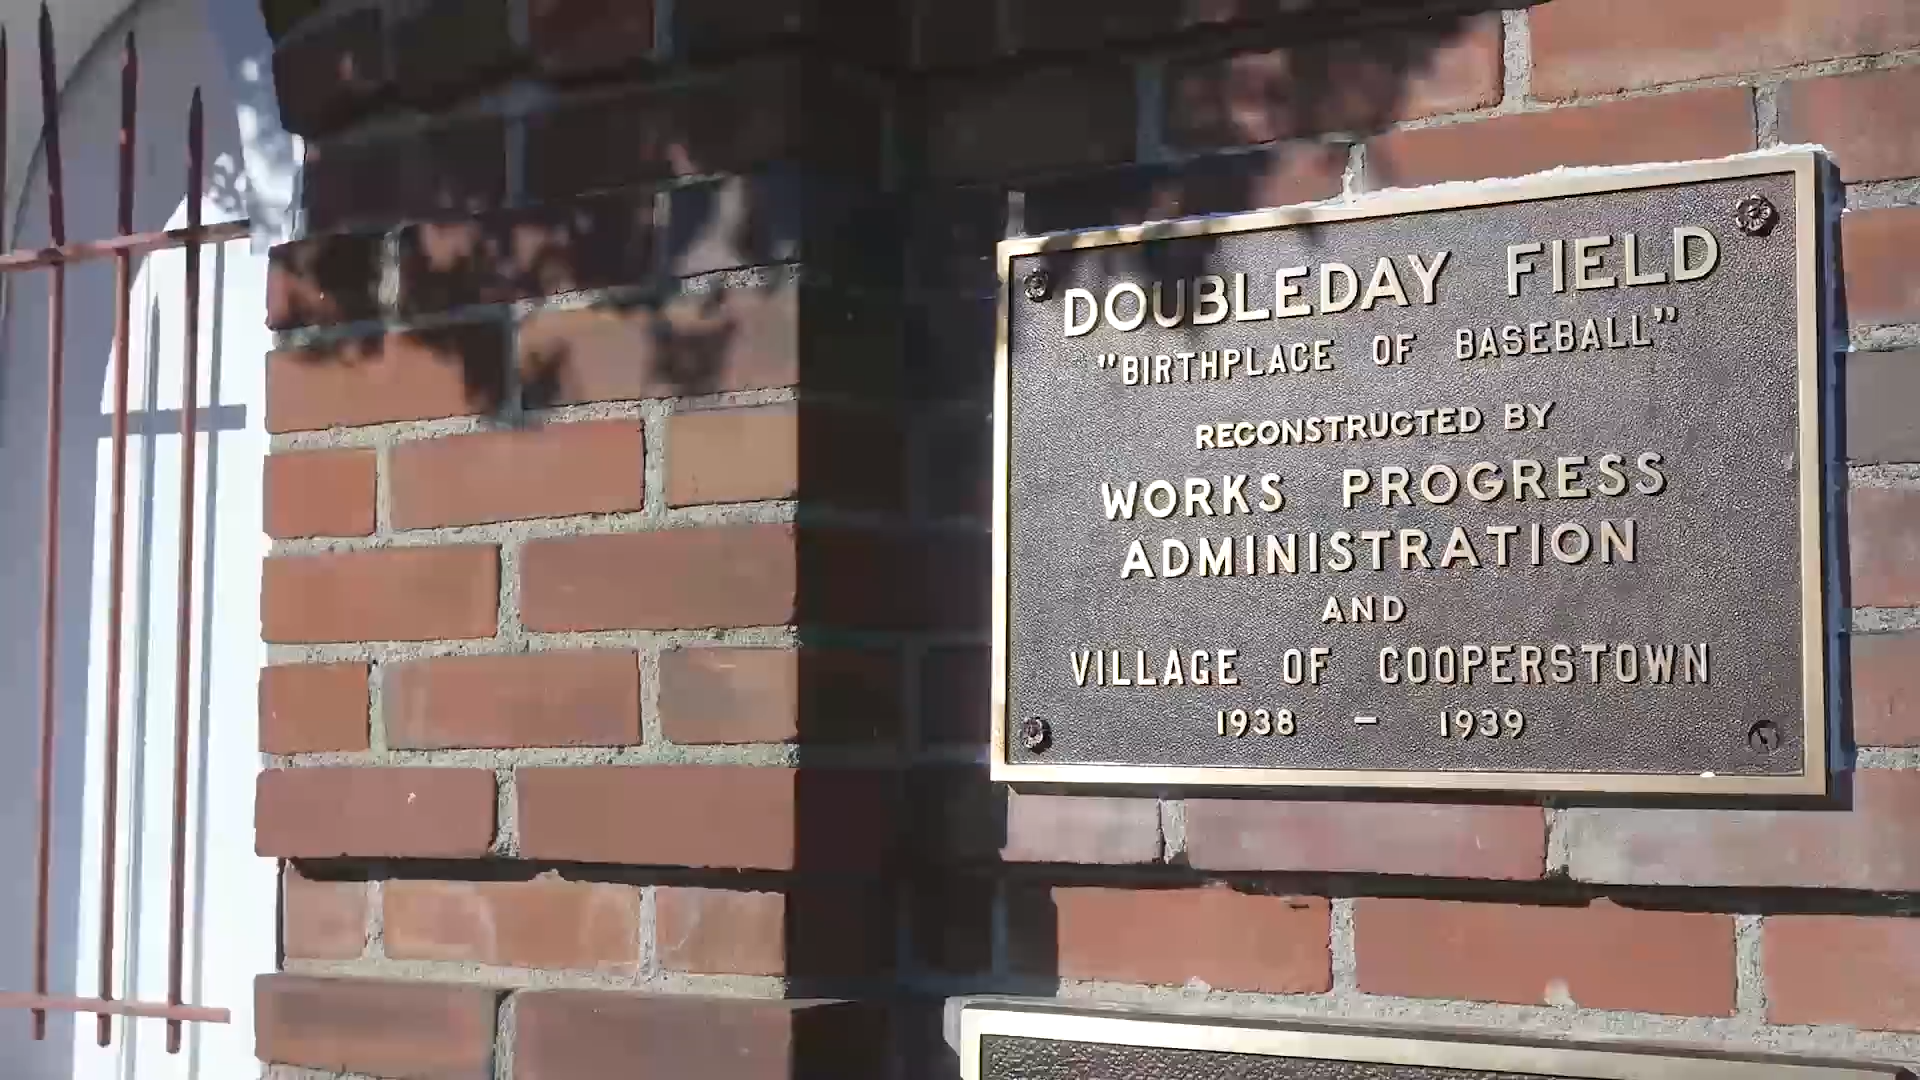 DOUBLEDAY FIELD
"BIRTHPLACE OF BASEBALL"
RECONSTRUCTED BY
WORKS PROGRESS
ADMINISTRATION
AND
VILLAGE OF COOPERSTOWN
1938 - 1939